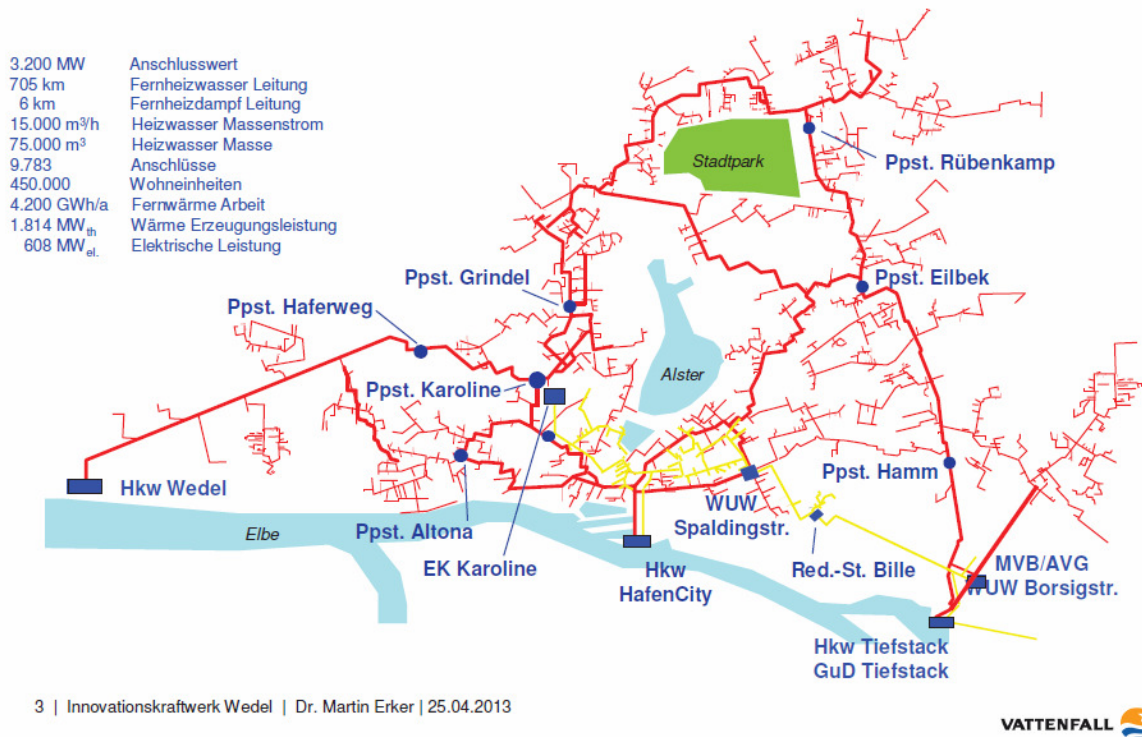 3.200 MW Anschlusswert
705 km Fernheizwasser Leitung
6 km Fernheizdampf Leitung
15.000 m³/h Heizwasser Massenstrom
75.000 m³ Heizwasser Masse
9.783 Anschlüsse
450.000 Wohneinheiten
4.200 GWh/a Fernwärme Arbeit
1.814 MWth Wärme Erzeugungsleistung
608 MWel. Elektrische Leistung
Stadtpark
Ppst. Rübenkamp
Ppst. Grindel
Ppst. Eilbek
Ppst. Haferweg
Alster
Ppst. Karoline
Hkw Wedel
Ppst. Hamm
WUW
Spaldingstr.
Elbe
Ppst. Altona
EK Karoline
Hkw
HafenCity
Red.-St. Bille
MVB/AVG
WUW Borsigstr.
Hkw Tiefstack
GuD Tiefstack
3 | Innovationskraftwerk Wedel | Dr. Martin Erker | 25.04.2013
VATTENFALL